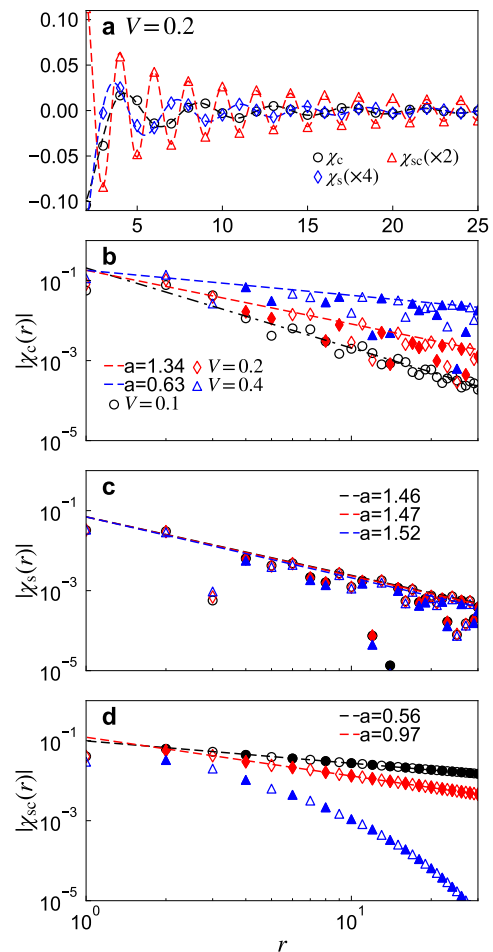 a V = 0.2
0.10
0.05
0.00
−0.05
−0.10
χc
χsc(×2)
χs(×4)
5 10 15 20 25
b
|χc(r)|
10⁻¹
10⁻³
10⁻⁵
a=1.34
V = 0.2
a=0.63
V = 0.4
V = 0.1
c
|χs(r)|
10⁻¹
10⁻³
10⁻⁵
a=1.46
a=1.47
a=1.52
d
|χsc(r)|
10⁻¹
10⁻³
10⁻⁵
a=0.56
a=0.97
10⁰ 10¹
r